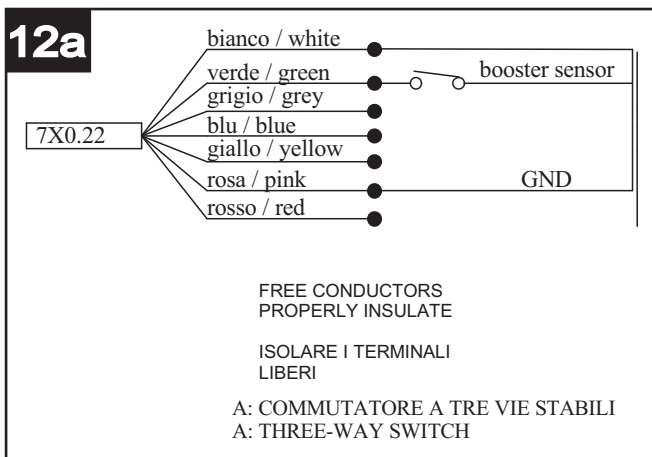 12a
bianco / white
verde / green
booster sensor
grigio / grey
7X0.22
blu / blue
giallo / yellow
rosa / pink
GND
rosso / red
FREE CONDUCTORS
PROPERLY INSULATE
ISOLARE I TERMINALI
LIBERI
A: COMMUTATORE A TRE VIE STABILI
A: THREE-WAY SWITCH